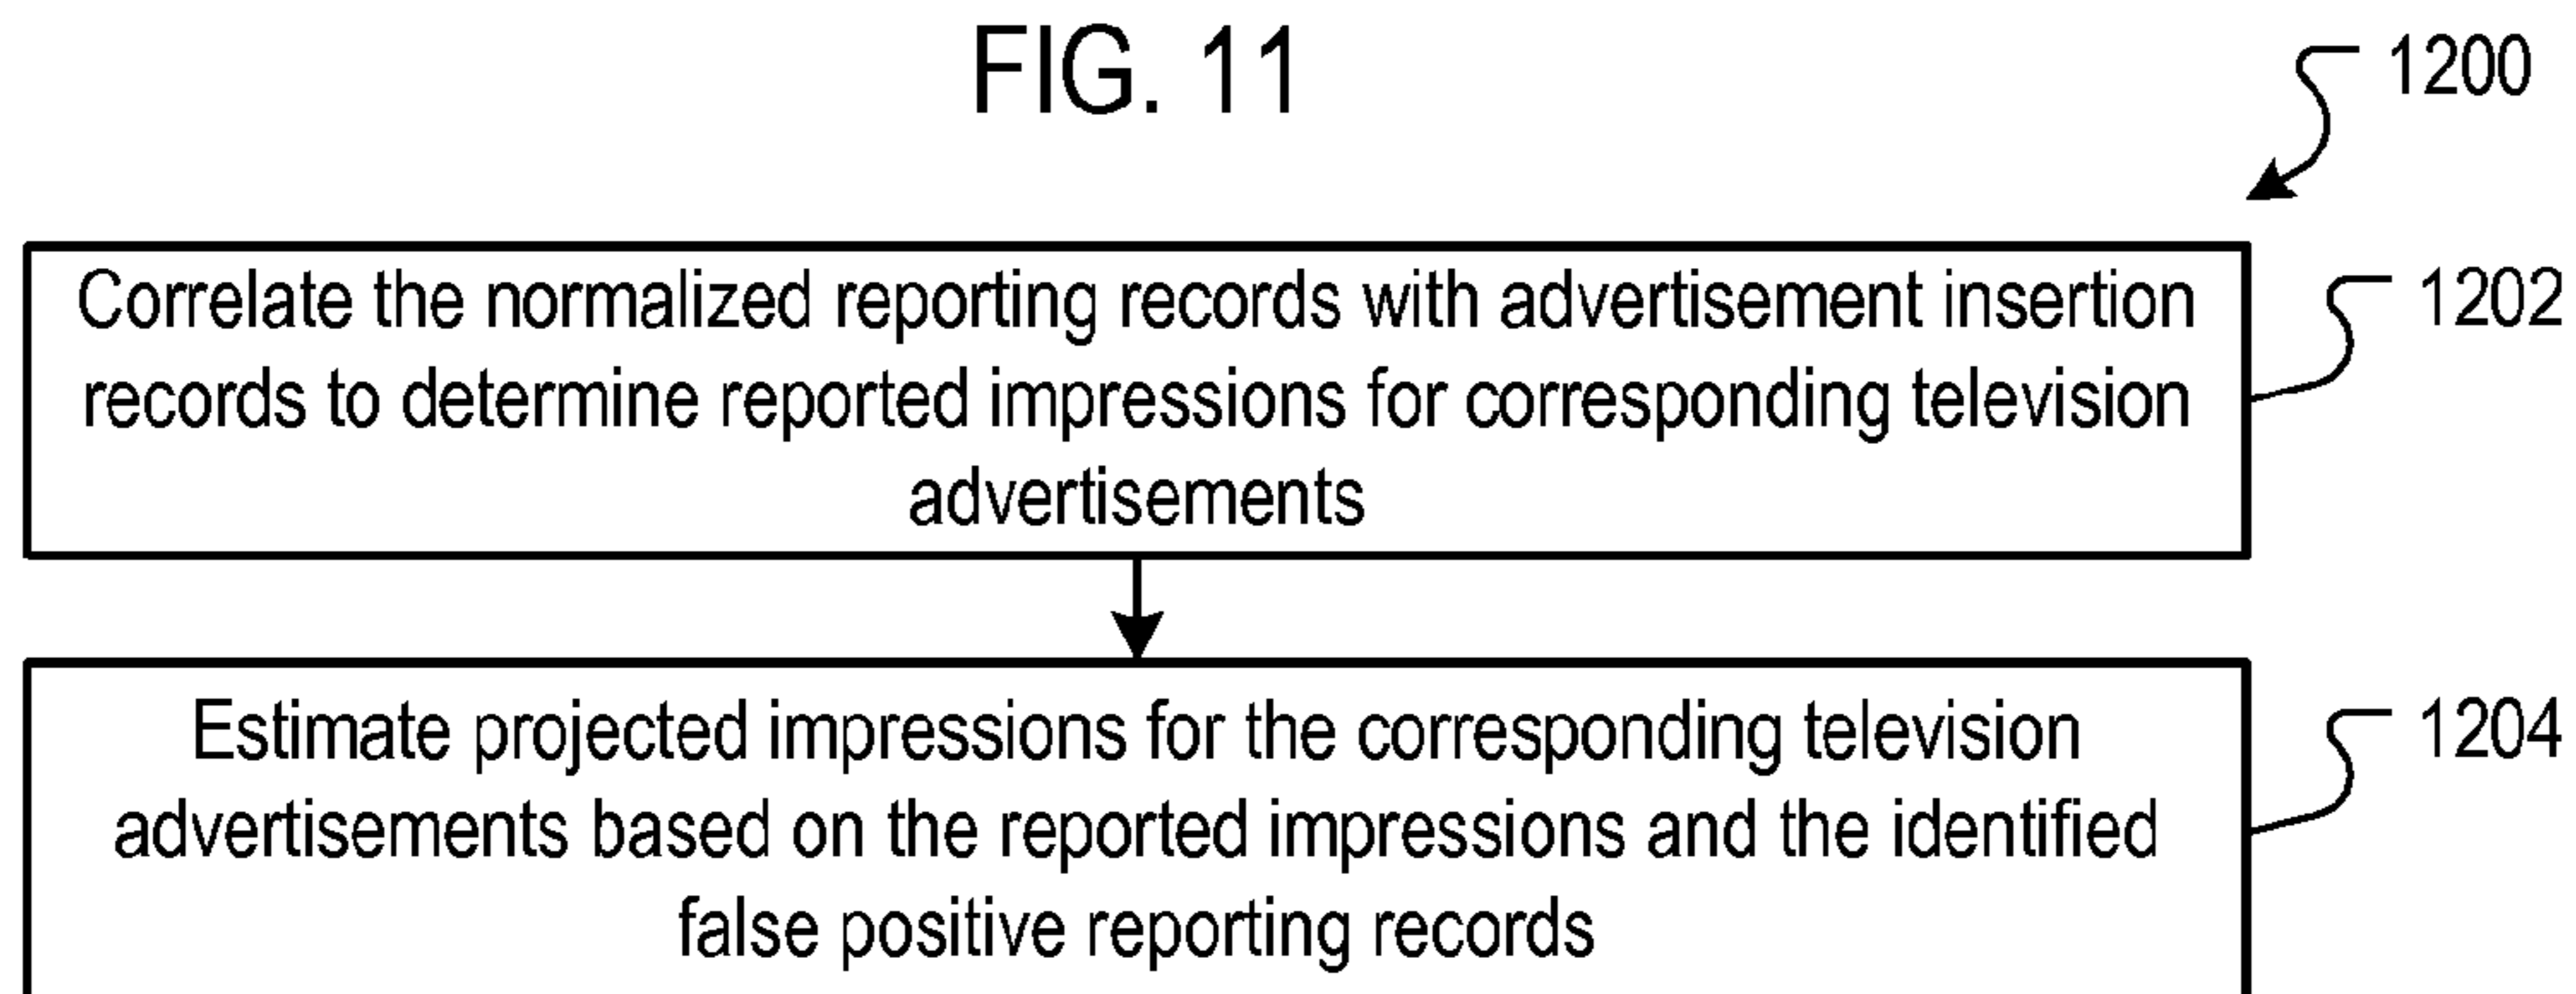 FIG. 11
1200
Correlate the normalized reporting records with advertisement insertion
records to determine reported impressions for corresponding television
advertisements
1202
Estimate projected impressions for the corresponding television
advertisements based on the reported impressions and the identified
false positive reporting records
1204